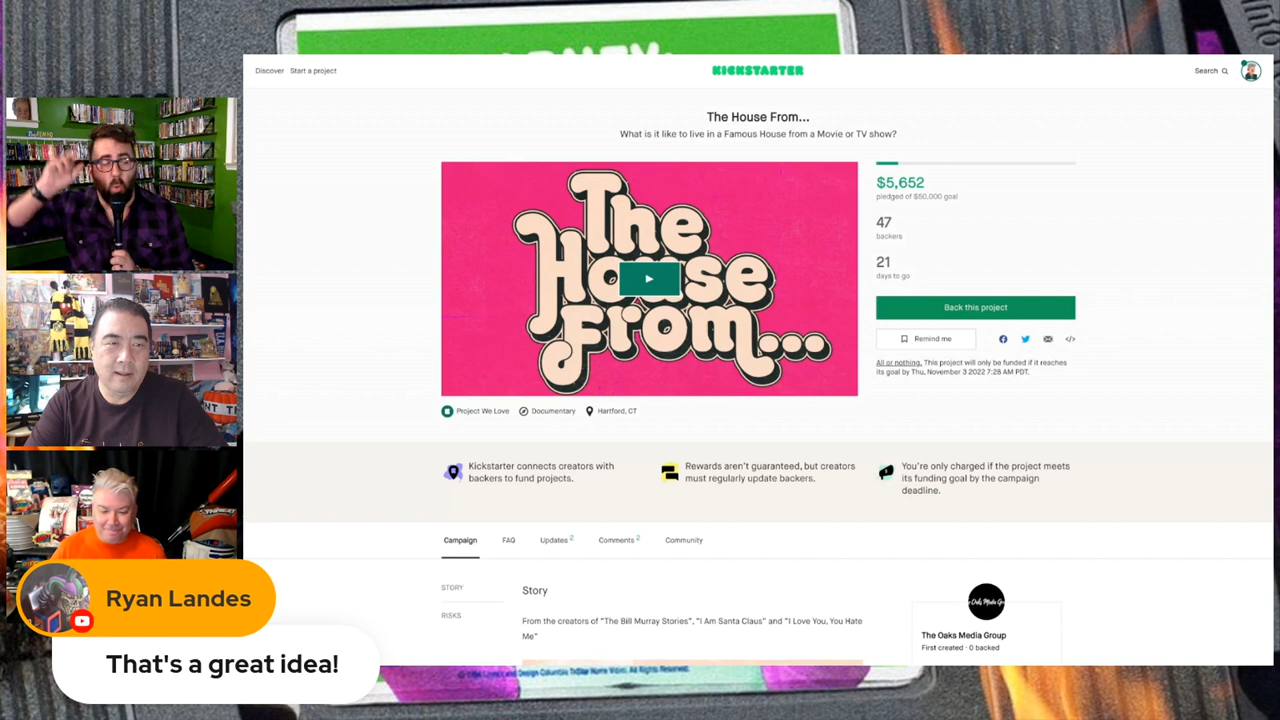 Discover
Start a project
KICKSTARTER
Search
The House From...
What is it like to live in a Famous House from a Movie or TV show?
The
House
From...
$5,652
pledged of $50,000 goal
47
backers
21
days to go
Back this project
Remind me
All or nothing. This project will only be funded if it reaches
its goal by Thu, November 3 2022 7:28 AM PDT.
Project We Love
Documentary
Hartford, CT
Kickstarter connects creators with
backers to fund projects.
Rewards aren't guaranteed, but creators
must regularly update backers.
You're only charged if the project meets
its funding goal by the campaign
deadline.
Campaign
FAQ
Updates 2
Comments 2
Community
STORY
RISKS
Story
From the creators of "The Bill Murray Stories", "I Am Santa Claus" and "I Love You, You Hate
Me"
The Oaks Media Group
First created · 0 backed
Ryan Landes
That's a great idea!